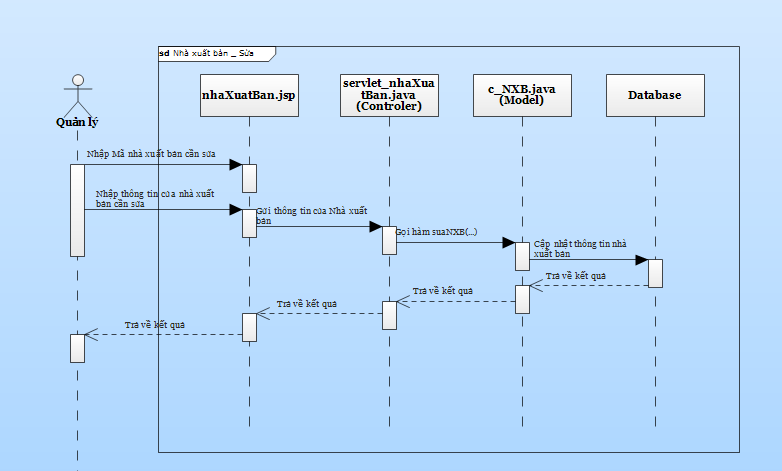 sd Nhà xuất bản _ Sửa
Quản lý
nhaXuatBan.jsp
servlet_nhaXua
tBan.java
(Controler)
c_NXB.java
(Model)
Database
Nhập Mã nhà xuất bản cần sửa
Nhập thông tin của nhà xuất
bản cần sửa
Gửi thông tin của Nhà xuất
bản
Gọi hàm suaNXB(...)
Cập nhật thông tin nhà
xuất bản
Trả về kết quả
Trả về kết quả
Trả về kết quả
Trả về kết quả